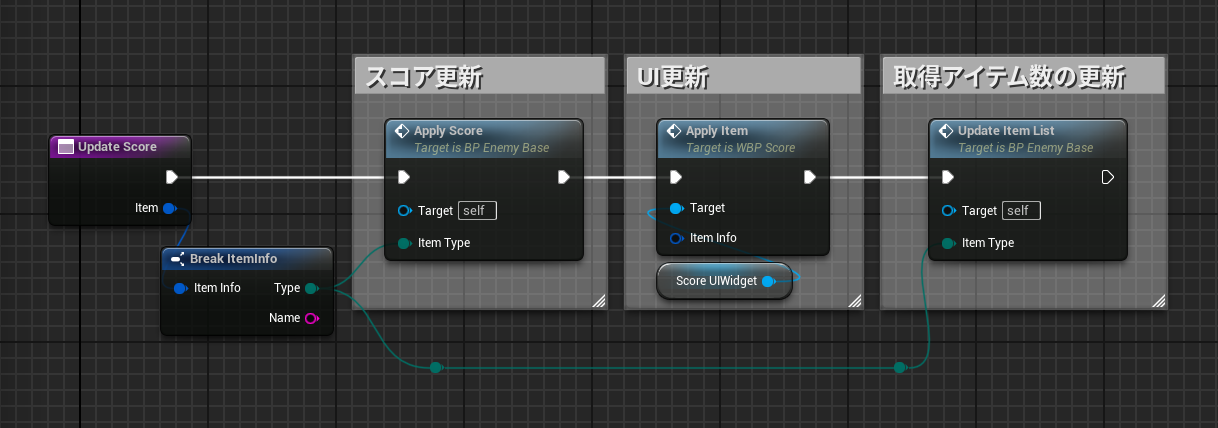 スコア更新
UI更新
取得アイテム数の更新
Update Score
Item
Break ItemInfo
Item Info
Type
Name
Apply Score
Target is BP Enemy Base
Target self
Item Type
Apply Item
Target is WBP Score
Target
Item Info
Score UIWidget
Update Item List
Target is BP Enemy Base
Target self
Item Type